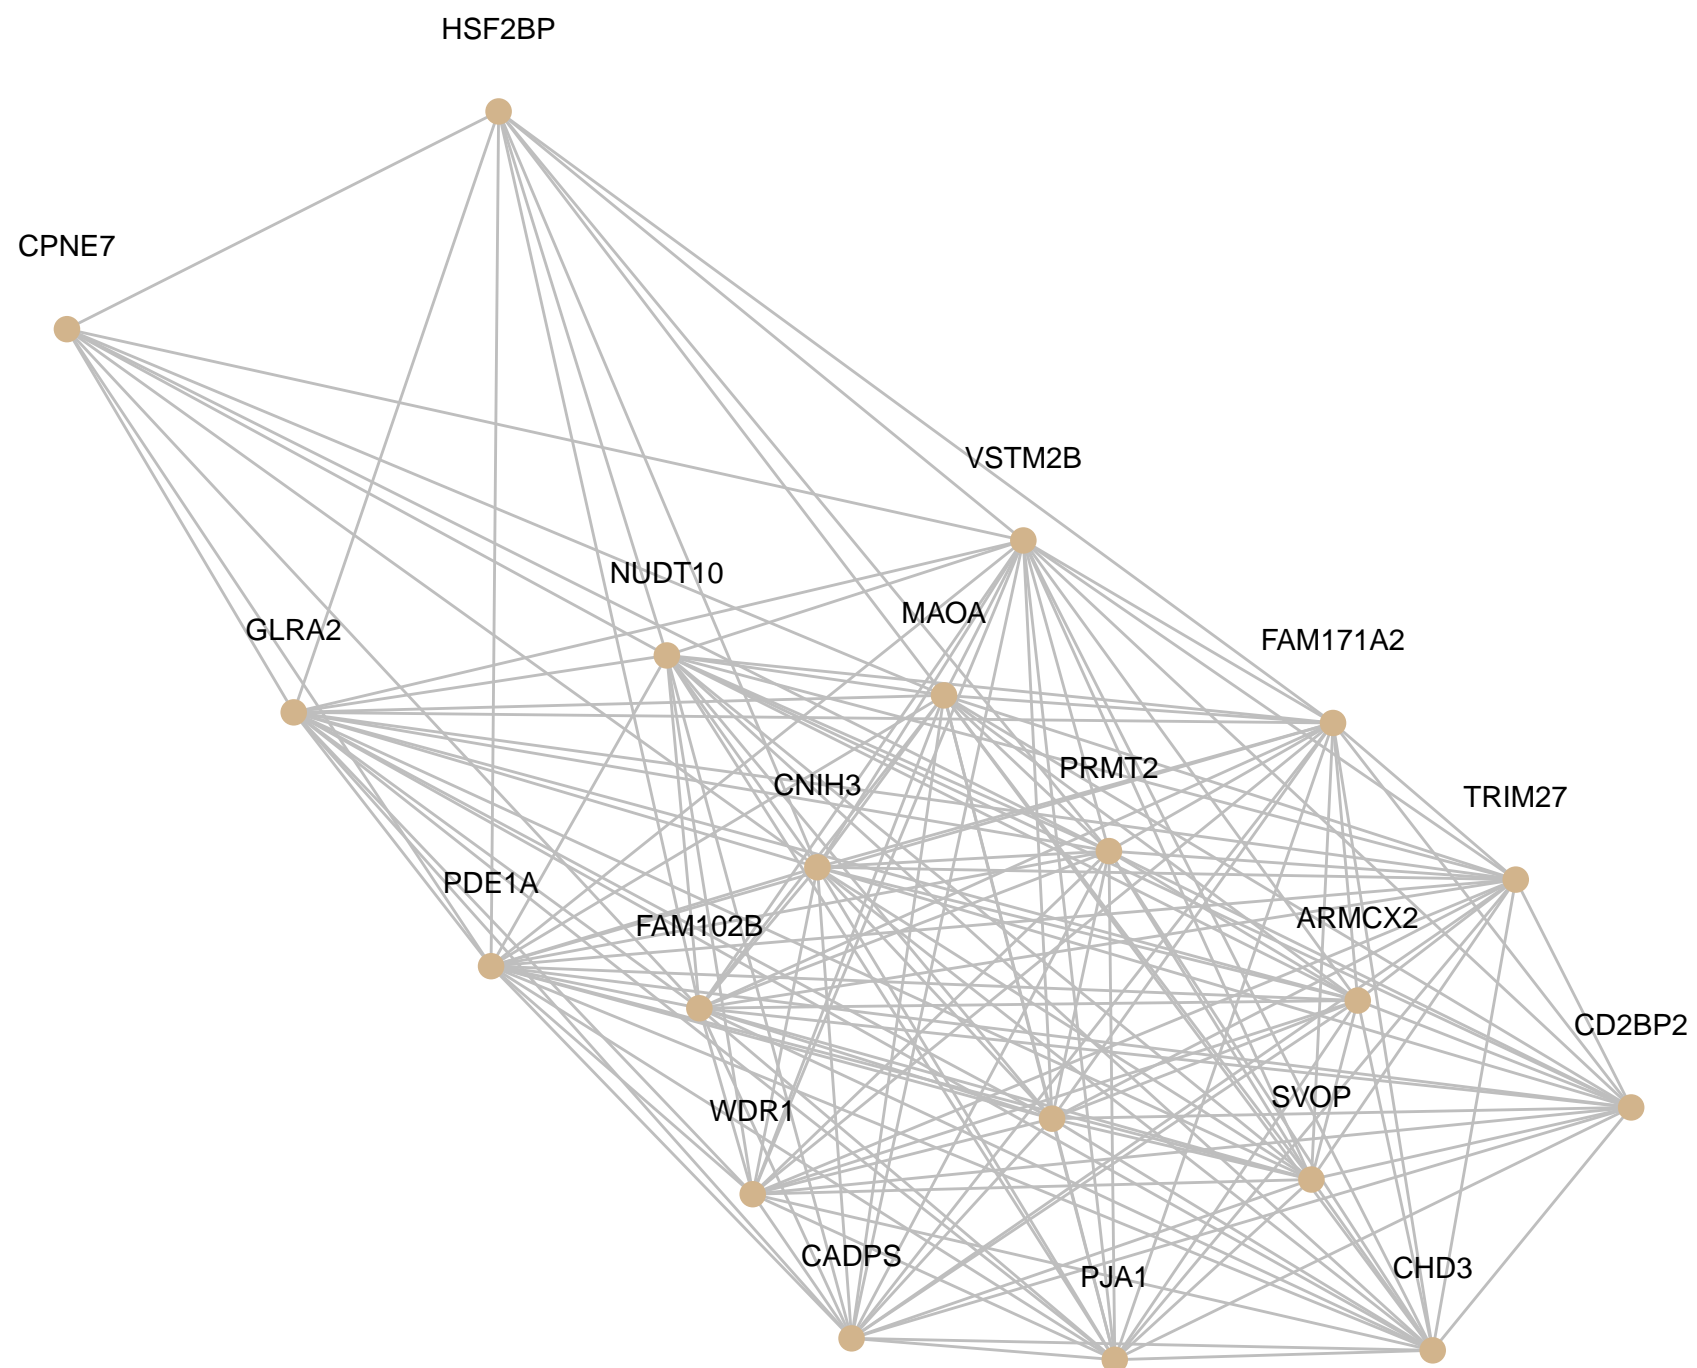 HSF2BP
CPNE7
VSTM2B
NUDT10
MAOA
GLRA2
FAM171A2
PRMT2
CNIH3
TRIM27
PDE1A
ARMCX2
FAM102B
CD2BP2
SVOP
WDR1
CADPS
CHD3
PJA1